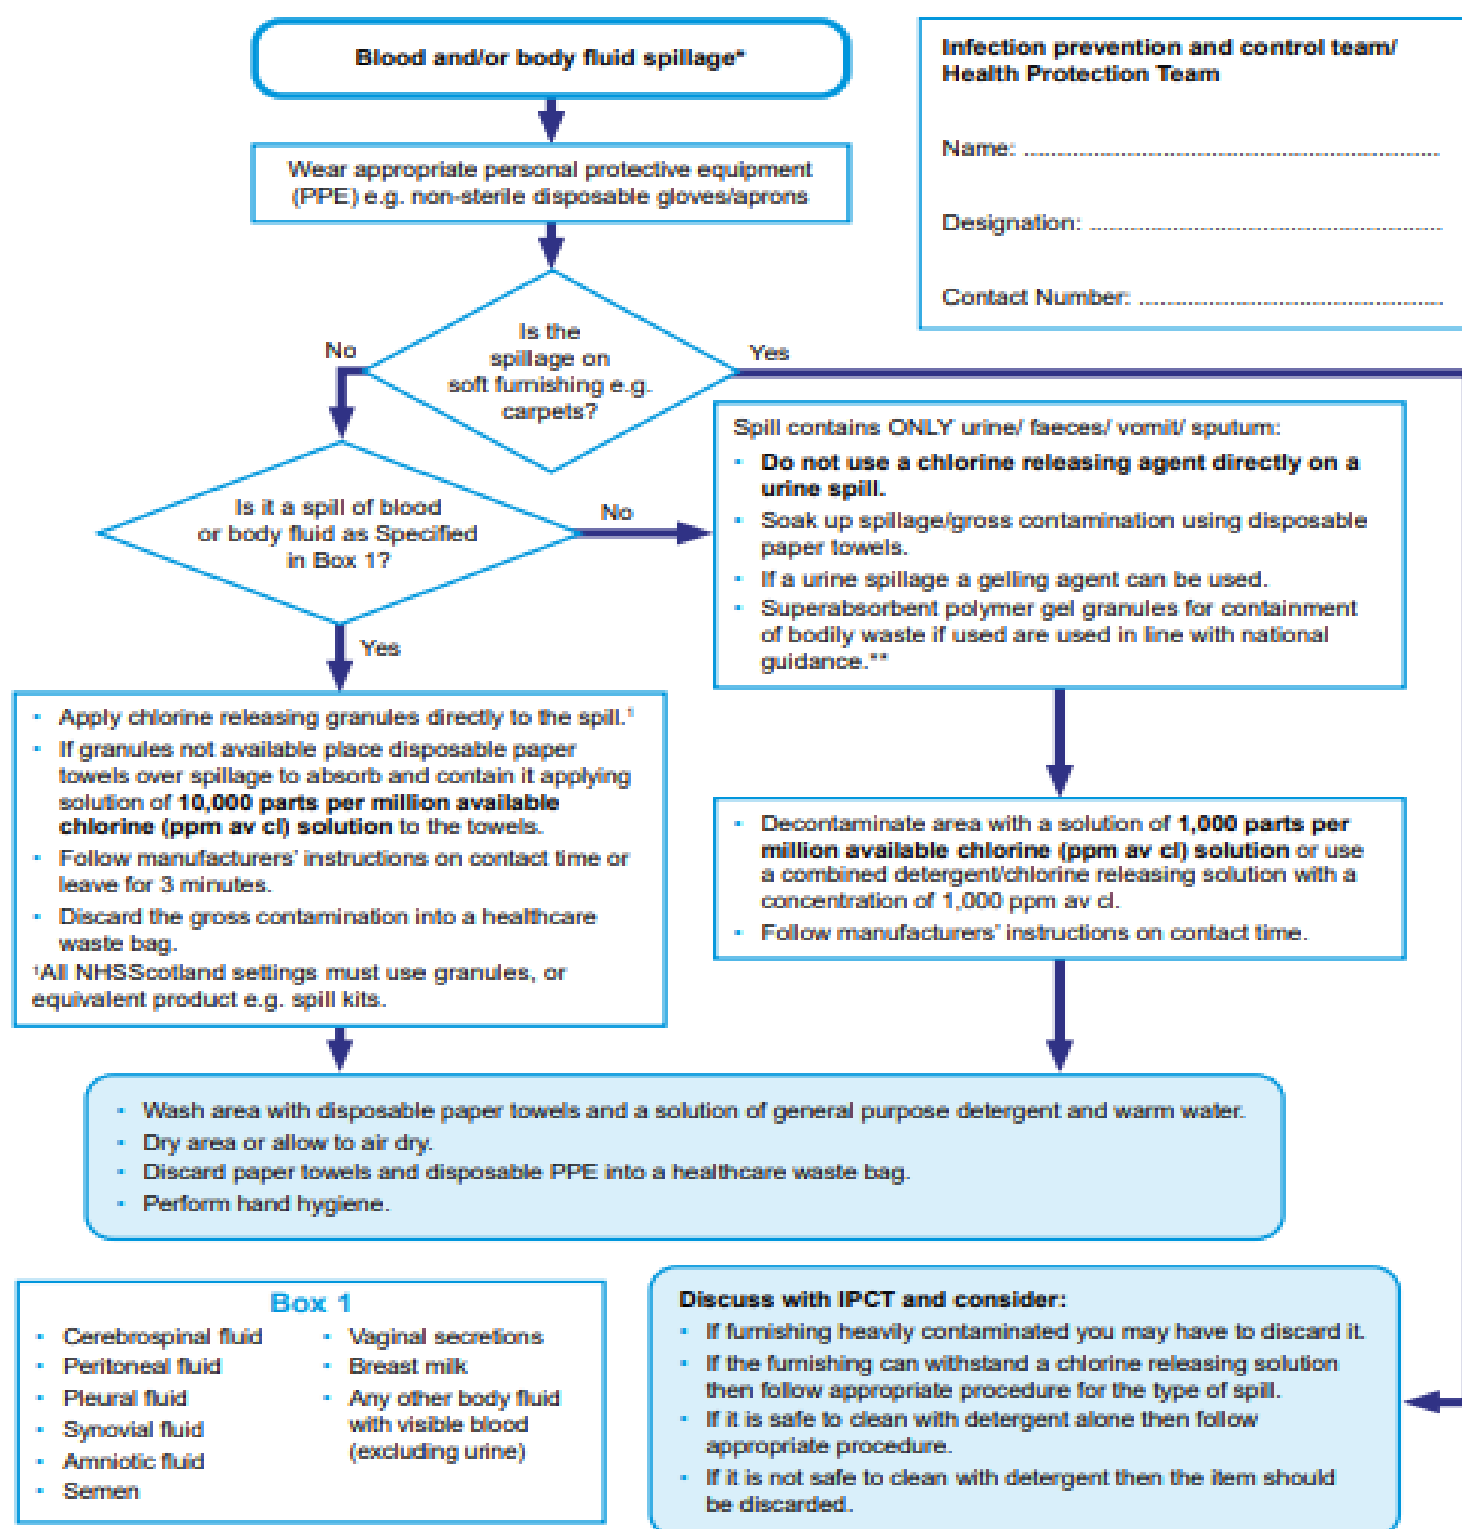 Blood and/or body fluid spillage*
Infection prevention and control team/
Health Protection Team
Name: ................................................................
Designation: ......................................................
Contact Number: ..............................................
Wear appropriate personal protective equipment
(PPE) e.g. non-sterile disposable gloves/aprons
Is the
spillage on
soft furnishing e.g.
carpets?
No
Yes
Is it a spill of blood
or body fluid as Specified
in Box 1?
No
Yes
Spill contains ONLY urine/ faeces/ vomit/ sputum:
• Do not use a chlorine releasing agent directly on a
urine spill.
• Soak up spillage/gross contamination using disposable
paper towels.
• If a urine spillage a gelling agent can be used.
• Superabsorbent polymer gel granules for containment
of bodily waste if used are used in line with national
guidance.**
• Apply chlorine releasing granules directly to the spill.¹
• If granules not available place disposable paper
towels over spillage to absorb and contain it applying
solution of 10,000 parts per million available
chlorine (ppm av cl) solution to the towels.
• Follow manufacturers' instructions on contact time or
leave for 3 minutes.
• Discard the gross contamination into a healthcare
waste bag.
¹All NHSScotland settings must use granules, or
equivalent product e.g. spill kits.
• Decontaminate area with a solution of 1,000 parts per
million available chlorine (ppm av cl) solution or use
a combined detergent/chlorine releasing solution with a
concentration of 1,000 ppm av cl.
• Follow manufacturers' instructions on contact time.
• Wash area with disposable paper towels and a solution of general purpose detergent and warm water.
• Dry area or allow to air dry.
• Discard paper towels and disposable PPE into a healthcare waste bag.
• Perform hand hygiene.
Box 1
• Cerebrospinal fluid
• Peritoneal fluid
• Pleural fluid
• Synovial fluid
• Amniotic fluid
• Semen
• Vaginal secretions
• Breast milk
• Any other body fluid
with visible blood
(excluding urine)
Discuss with IPCT and consider:
• If furnishing heavily contaminated you may have to discard it.
• If the furnishing can withstand a chlorine releasing solution
then follow appropriate procedure for the type of spill.
• If it is safe to clean with detergent alone then follow
appropriate procedure.
• If it is not safe to clean with detergent then the item should
be discarded.